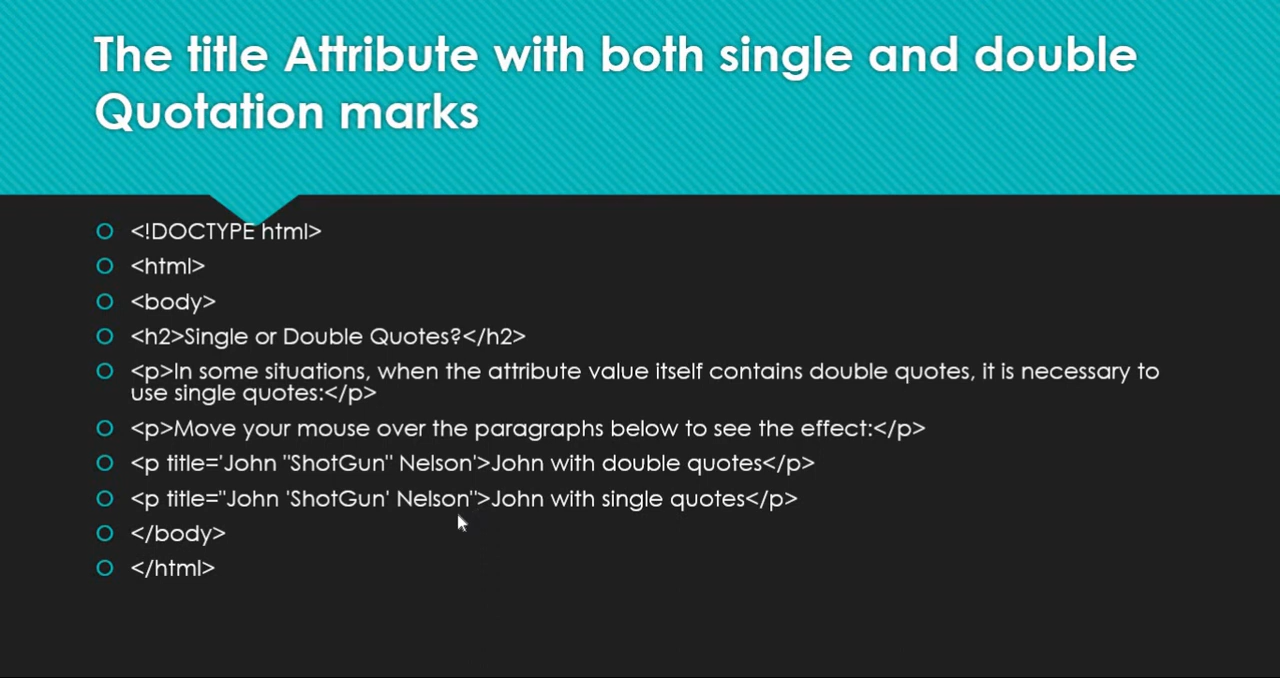 The title Attribute with both single and double
Quotation marks
<!DOCTYPE html>
<html>
<body>
<h2>Single or Double Quotes?</h2>
<p>In some situations, when the attribute value itself contains double quotes, it is necessary to
use single quotes:</p>
<p>Move your mouse over the paragraphs below to see the effect:</p>
<p title='John "ShotGun" Nelson'>John with double quotes</p>
<p title="John 'ShotGun' Nelson">John with single quotes</p>
</body>
</html>